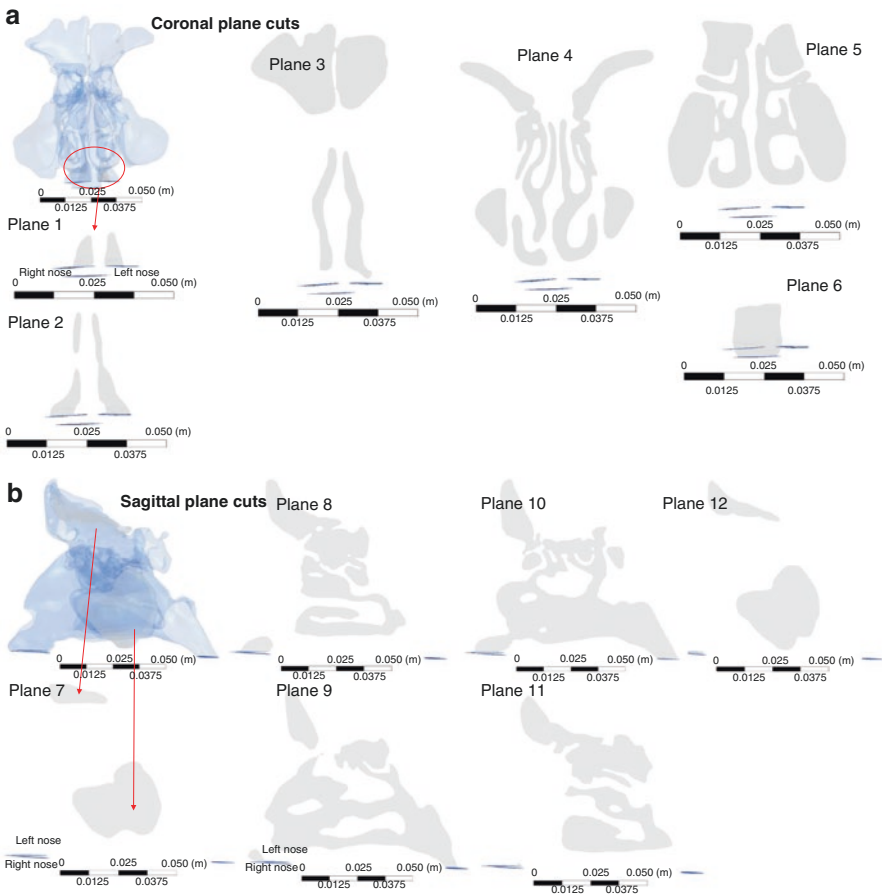 a
Coronal plane cuts
0 0.025 0.050 (m)
0.0125 0.0375
Plane 1
Right nose Left nose
0 0.025 0.050 (m)
0.0125 0.0375
Plane 2
0 0.025 0.050 (m)
0.0125 0.0375
Plane 3
0 0.025 0.050 (m)
0.0125 0.0375
Plane 4
0 0.025 0.050 (m)
0.0125 0.0375
Plane 5
0 0.025 0.050 (m)
0.0125 0.0375
Plane 6
0 0.025 0.050 (m)
0.0125 0.0375
b
Sagittal plane cuts
0 0.025 0.050 (m)
0.0125 0.0375
Plane 8
0 0.025 0.050 (m)
0.0125 0.0375
Plane 10
0 0.025 0.050 (m)
0.0125 0.0375
Plane 12
0 0.025 0.050 (m)
0.0125 0.0375
Plane 7
Left nose
Right nose
0 0.025 0.050 (m)
0.0125 0.0375
Plane 9
Left nose
Right nose
0 0.025 0.050 (m)
0.0125 0.0375
Plane 11
0 0.025 0.050 (m)
0.0125 0.0375